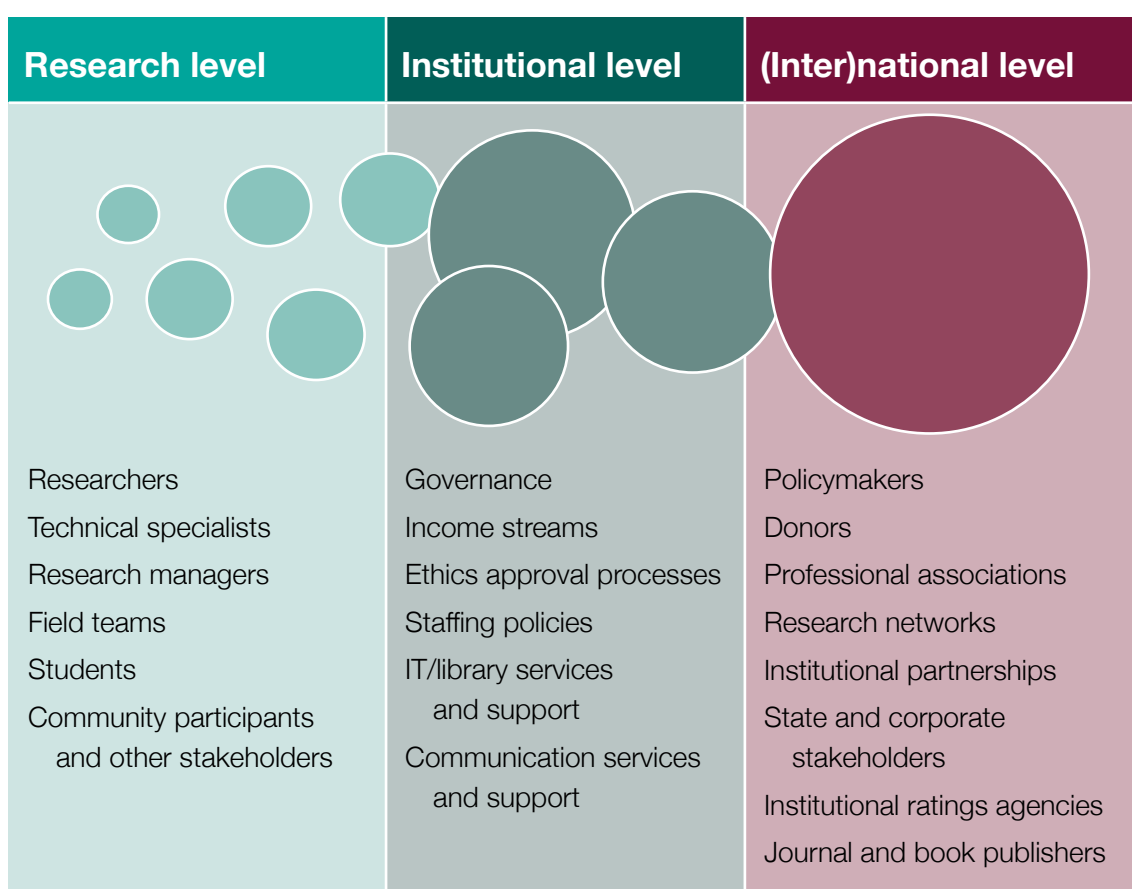 Research level
Institutional level
(Inter)national level
Researchers
Technical specialists
Research managers
Field teams
Students
Community participants
and other stakeholders
Governance
Income streams
Ethics approval processes
Staffing policies
IT/library services
and support
Communication services
and support
Policymakers
Donors
Professional associations
Research networks
Institutional partnerships
State and corporate
stakeholders
Institutional ratings agencies
Journal and book publishers